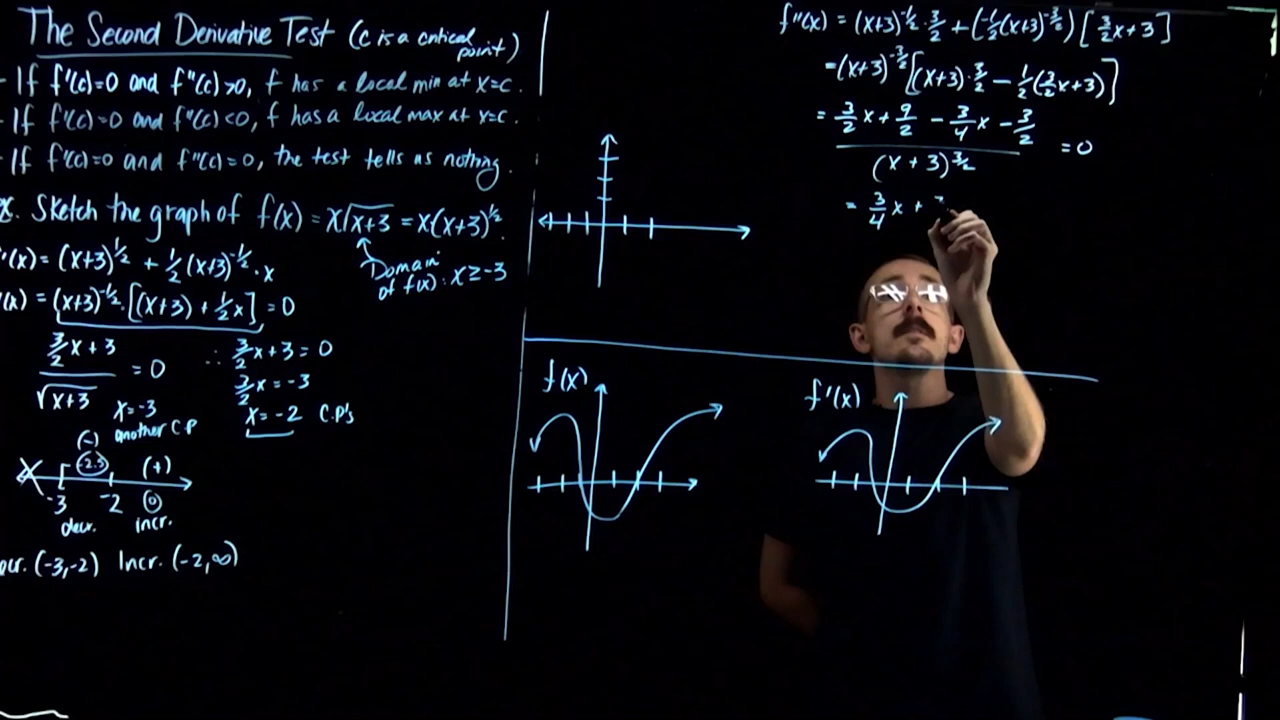 The Second Derivative Test (c is a critical point)
- If f'(c)=0 and f''(c)>0, f has a local min at x=c.
- If f'(c)=0 and f''(c)<0, f has a local max at x=c.
- If f'(c)=0 and f''(c)=0, the test tells us nothing.
x. Sketch the graph of f(x) = x√(x+3) = x(x+3)^(1/2).
Domain of f(x): x≥-3
'(x) = (x+3)^(1/2) + 1/2(x+3)^(-1/2)·x
'(x) = (x+3)^(-1/2)·[(x+3) + 1/2x] = 0
(3/2x+3)/√(x+3) = 0
x=-3
another C.P
∴ 3/2x+3=0
3/2x=-3
x=-2 C.P's
(-) (+)
-2.5
-3 -2 0
decr. incr.
ecr. (-3,-2) Incr. (-2,∞)
f''(x) = (x+3)^(-1/2)·3/2 + (-1/2(x+3)^(-3/2))[3/2x+3]
= (x+3)^(-3/2)[(x+3)·3/2 - 1/2(3/2x+3)]
= (3/2x + 9/2 - 3/4x - 3/2)/(x+3)^(3/2) = 0
= 3/4x +
f(x)
f'(x)